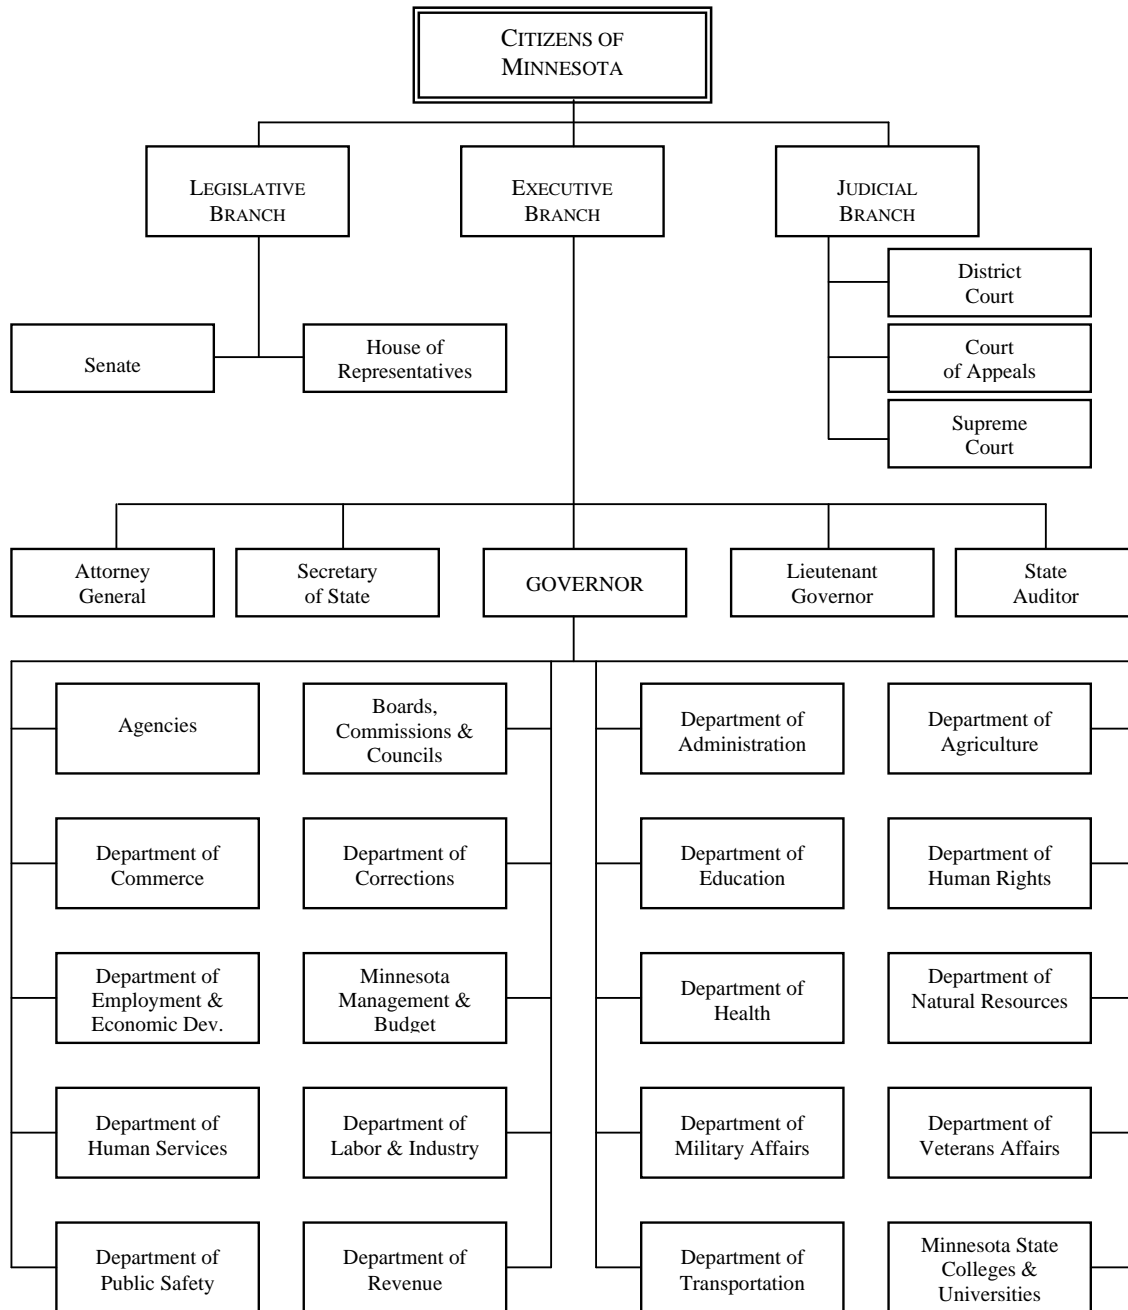 CITIZENS OF
MINNESOTA
LEGISLATIVE
BRANCH
EXECUTIVE
BRANCH
JUDICIAL
BRANCH
District
Court
Senate
House of
Representatives
Court
of Appeals
Supreme
Court
Attorney
General
Secretary
of State
GOVERNOR
Lieutenant
Governor
State
Auditor
Agencies
Boards,
Commissions &
Councils
Department of
Administration
Department of
Agriculture
Department of
Commerce
Department of
Corrections
Department of
Education
Department of
Human Rights
Department of
Employment &
Economic Dev.
Minnesota
Management &
Budget
Department of
Health
Department of
Natural Resources
Department of
Human Services
Department of
Labor & Industry
Department of
Military Affairs
Department of
Veterans Affairs
Department of
Public Safety
Department of
Revenue
Department of
Transportation
Minnesota State
Colleges &
Universities